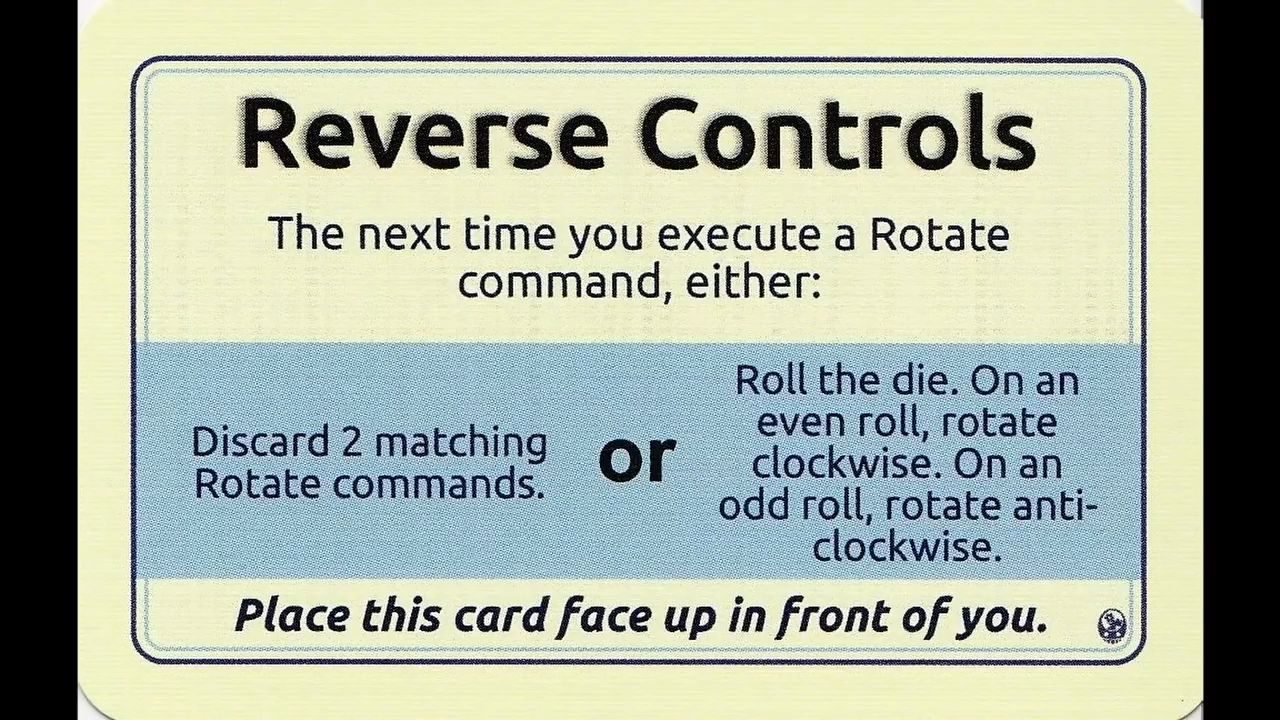 Reverse Controls
The next time you execute a Rotate
command, either:
Discard 2 matching
Rotate commands.
or
Roll the die. On an
even roll, rotate
clockwise. On an
odd roll, rotate anti-
clockwise.
Place this card face up in front of you.